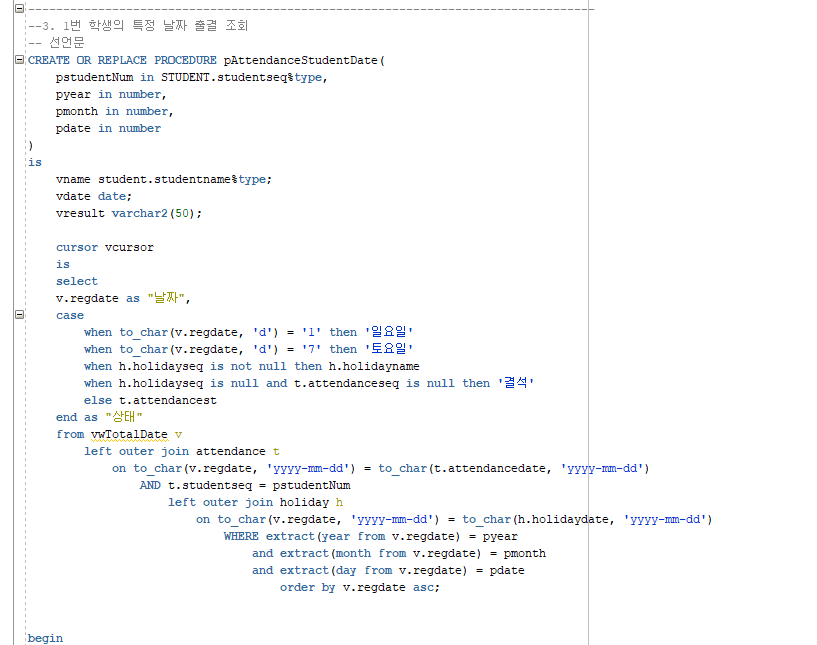 --------------------------------------------------------------------------------
--3. 1번 학생의 특정 날짜 출결 조회
-- 선언문
CREATE OR REPLACE PROCEDURE pAttendanceStudentDate(
    pstudentNum in STUDENT.studentseq%type,
    pyear in number,
    pmonth in number,
    pdate in number
)
is
    vname student.studentname%type;
    vdate date;
    vresult varchar2(50);

    cursor vcursor
    is
    select
    v.regdate as "날짜",
    case
        when to_char(v.regdate, 'd') = '1' then '일요일'
        when to_char(v.regdate, 'd') = '7' then '토요일'
        when h.holidayseq is not null then h.holidayname
        when h.holidayseq is null and t.attendanceseq is null then '결석'
        else t.attendancest
    end as "상태"
    from vwTotalDate v
        left outer join attendance t
            on to_char(v.regdate, 'yyyy-mm-dd') = to_char(t.attendancedate, 'yyyy-mm-dd')
                AND t.studentseq = pstudentNum
                    left outer join holiday h
                        on to_char(v.regdate, 'yyyy-mm-dd') = to_char(h.holidaydate, 'yyyy-mm-dd')
                            WHERE extract(year from v.regdate) = pyear
                                and extract(month from v.regdate) = pmonth
                                and extract(day from v.regdate) = pdate
                                    order by v.regdate asc;

begin